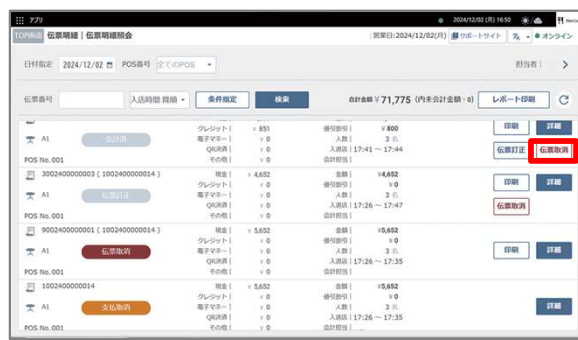 アプリ
2024/12/02 (月) 16:50
TOP画面 伝票明細 | 伝票明細照会
営業日:2024/12/02(月) サポートサイト オンライン
日付指定 2024/12/02 POS番号 全てのPOS 担当者 |
伝票番号 入店時間 降順 条件指定 検索 合計金額 ¥ 71,775 (内未会計金額 : 0) レポート印刷
クレジット | ¥ 851 値引割引 | ¥ 800 印刷 詳細
A1 会計済 電子マネー | ¥ 0 人数 | 3 名
QR決済 | ¥ 0 入退店 | 17:41 ~ 17:44 伝票訂正 伝票取消
POS No. 001 その他 | ¥ 0 会計担当 |
3002400000003 ( 1002400000014 ) 現金 | ¥ 4,652 金額 | ¥4,652
クレジット | ¥ 0 値引割引 | ¥ 0 印刷 詳細
A1 伝票訂正 電子マネー | ¥ 0 人数 | 3 名
QR決済 | ¥ 0 入退店 | 17:26 ~ 17:47 伝票取消
POS No. 001 その他 | ¥ 0 会計担当 |
9002400000003 ( 1002400000014 ) 現金 | ¥ 5,652 金額 | ¥5,652
クレジット | ¥ 0 値引割引 | ¥ 0
A1 伝票取消 電子マネー | ¥ 0 人数 | 3 名 印刷 詳細
QR決済 | ¥ 0 入退店 | 17:26 ~ 17:35
POS No. 001 その他 | ¥ 0 会計担当 |
1002400000014 現金 | ¥ 5,652 金額 | ¥5,652
クレジット | ¥ 0 値引割引 | ¥ 0
A1 支払取消 電子マネー | ¥ 0 人数 | 3 名 詳細
QR決済 | ¥ 0 入退店 | 17:26 ~ 17:35
POS No. 001 その他 | ¥ 0 会計担当 |